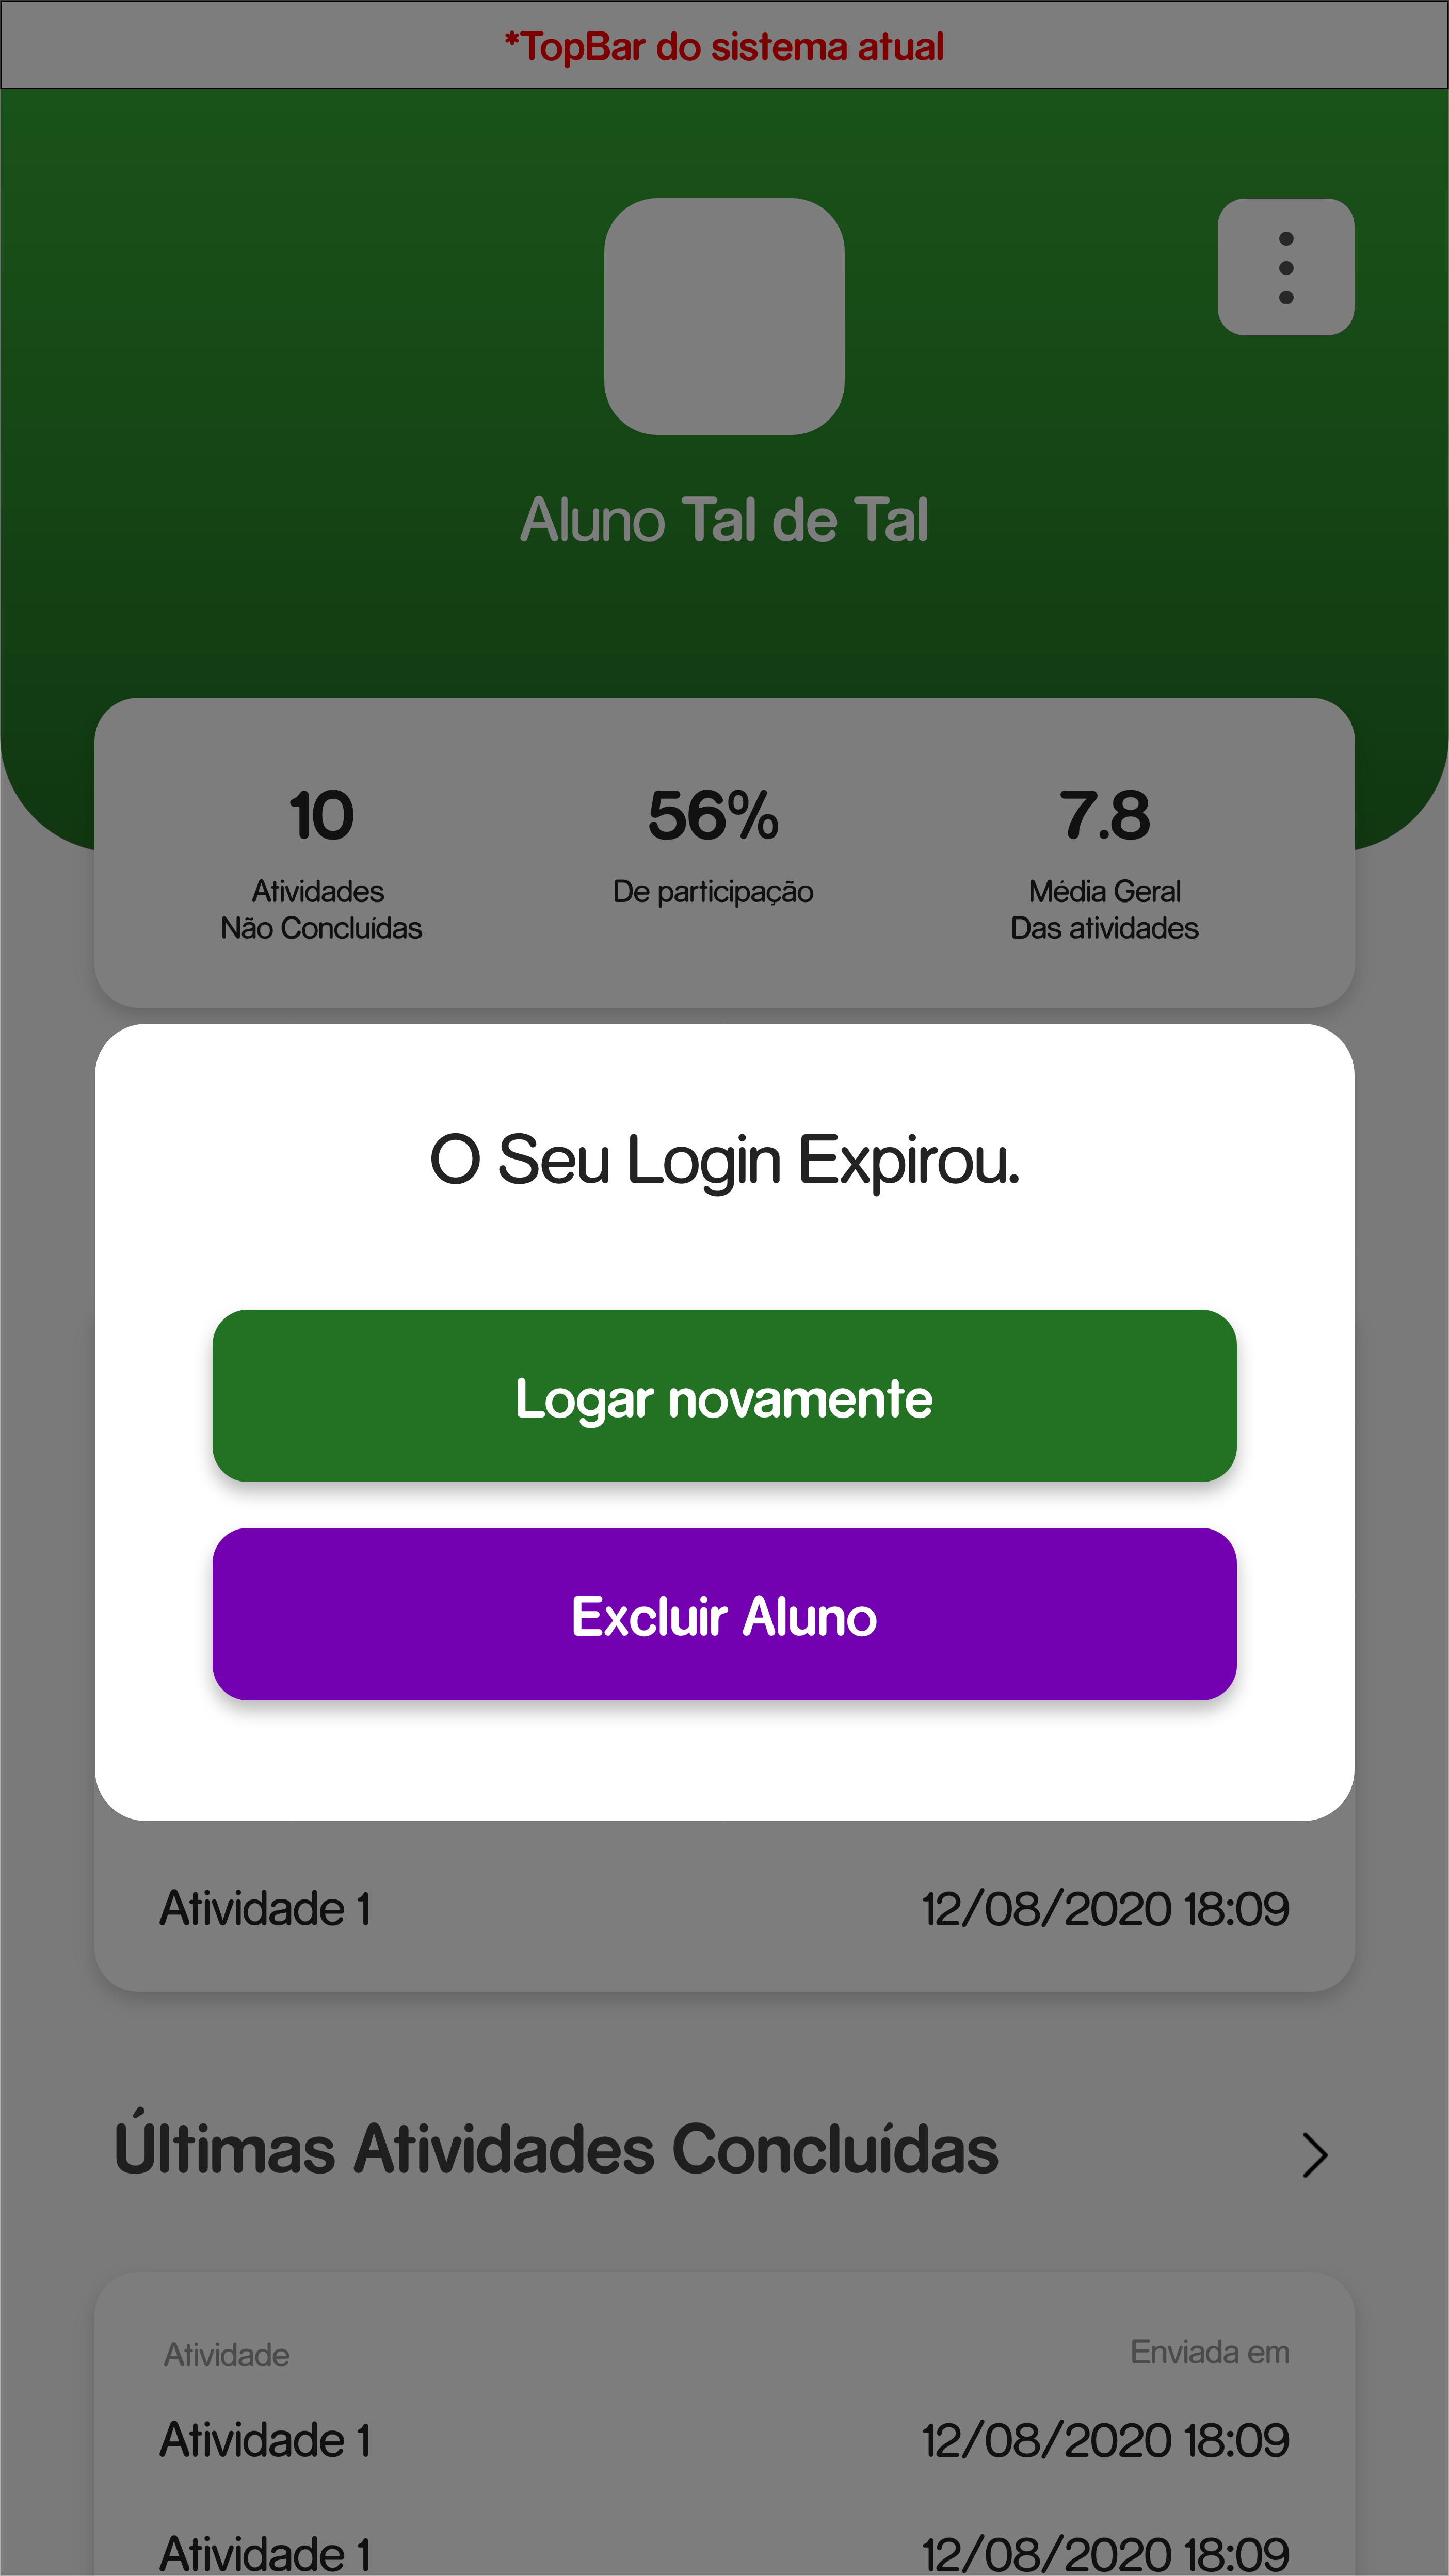 *TopBar do sistema atual
Aluno Tal de Tal
10
Atividades
Não Concluídas
56%
De participação
7.8
Média Geral
Das atividades
O Seu Login Expirou.
Logar novamente
Excluir Aluno
Atividade 1 12/08/2020 18:09
Últimas Atividades Concluídas
Atividade Enviada em
Atividade 1 12/08/2020 18:09
Atividade 1 12/08/2020 18:09